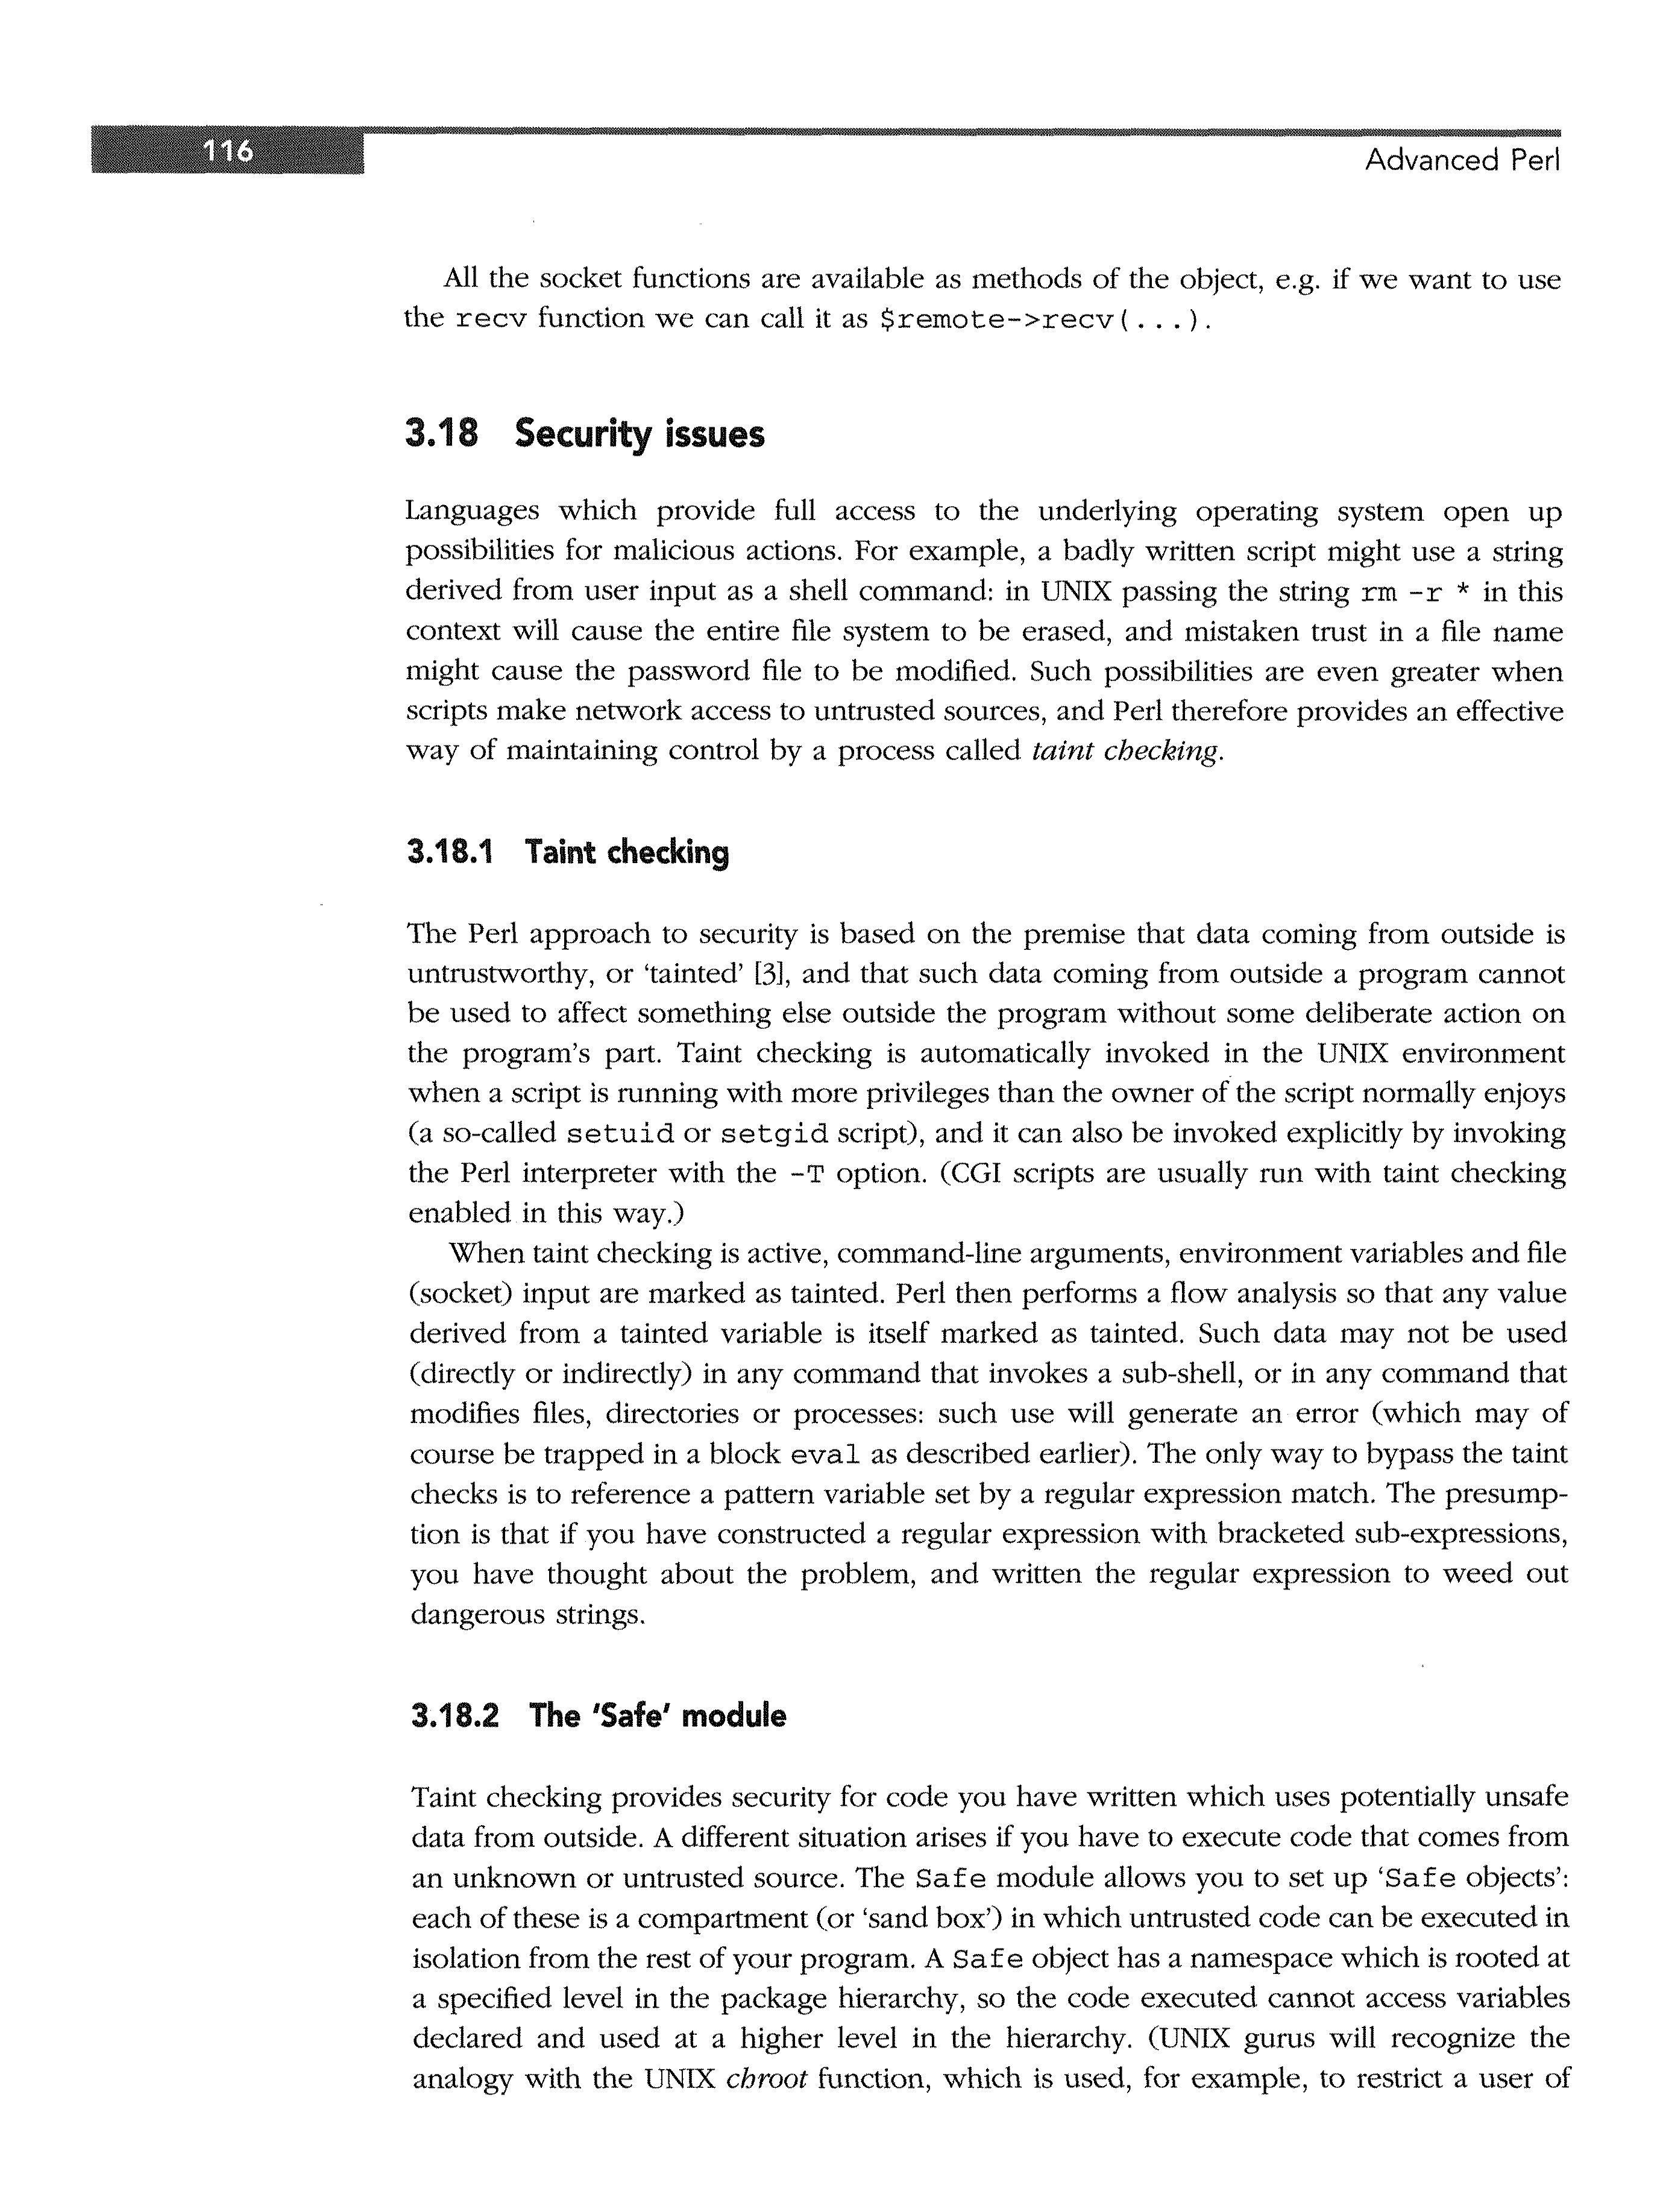 116
Advanced Perl
All the socket functions are available as methods of the object, e.g. if we want to use
the recv function we can call it as $remote->recv(...).
3.18 Security issues
Languages which provide full access to the underlying operating system open up
possibilities for malicious actions. For example, a badly written script might use a string
derived from user input as a shell command: in UNIX passing the string rm -r * in this
context will cause the entire file system to be erased, and mistaken trust in a file name
might cause the password file to be modified. Such possibilities are even greater when
scripts make network access to untrusted sources, and Perl therefore provides an effective
way of maintaining control by a process called taint checking.
3.18.1 Taint checking
The Perl approach to security is based on the premise that data coming from outside is
untrustworthy, or ‘tainted’ [3], and that such data coming from outside a program cannot
be used to affect something else outside the program without some deliberate action on
the program’s part. Taint checking is automatically invoked in the UNIX environment
when a script is running with more privileges than the owner of the script normally enjoys
(a so-called setuid or setgid script), and it can also be invoked explicitly by invoking
the Perl interpreter with the -T option. (CGI scripts are usually run with taint checking
enabled in this way.)
When taint checking is active, command-line arguments, environment variables and file
(socket) input are marked as tainted. Perl then performs a flow analysis so that any value
derived from a tainted variable is itself marked as tainted. Such data may not be used
(directly or indirectly) in any command that invokes a sub-shell, or in any command that
modifies files, directories or processes: such use will generate an error (which may of
course be trapped in a block eval as described earlier). The only way to bypass the taint
checks is to reference a pattern variable set by a regular expression match. The presump-
tion is that if you have constructed a regular expression with bracketed sub-expressions,
you have thought about the problem, and written the regular expression to weed out
dangerous strings.
3.18.2 The ‘Safe’ module
Taint checking provides security for code you have written which uses potentially unsafe
data from outside. A different situation arises if you have to execute code that comes from
an unknown or untrusted source. The Safe module allows you to set up ‘Safe objects’:
each of these is a compartment (or ‘sand box’) in which untrusted code can be executed in
isolation from the rest of your program. A Safe object has a namespace which is rooted at
a specified level in the package hierarchy, so the code executed cannot access variables
declared and used at a higher level in the hierarchy. (UNIX gurus will recognize the
analogy with the UNIX chroot function, which is used, for example, to restrict a user of